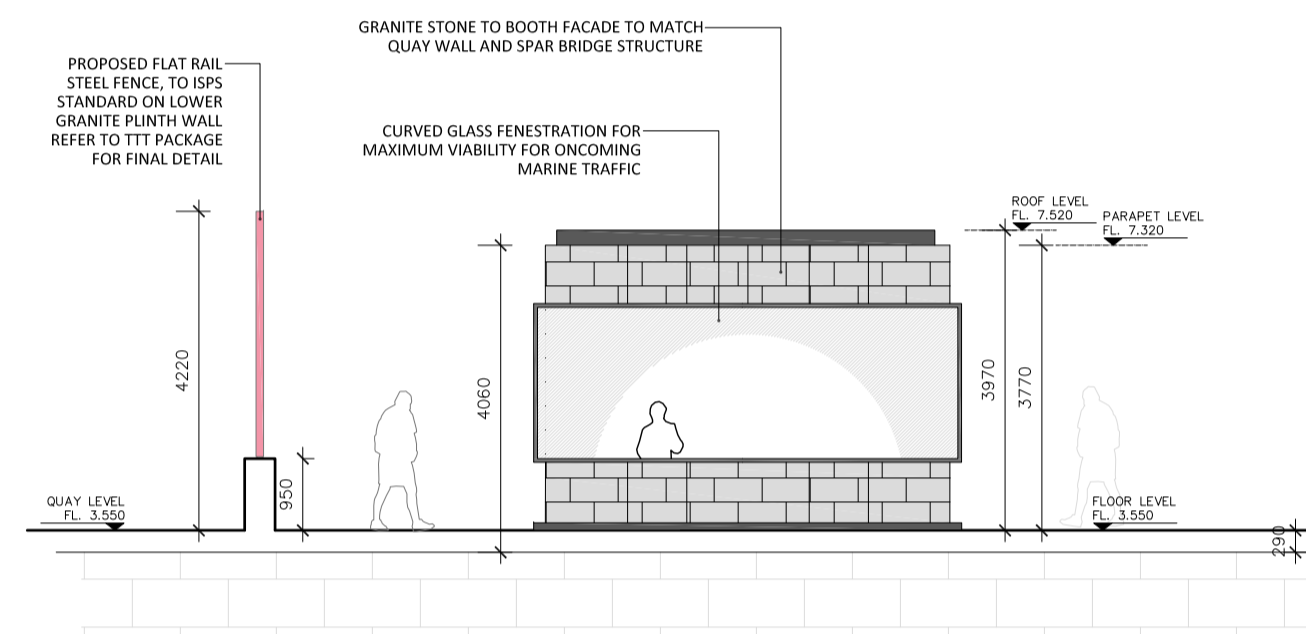 GRANITE STONE TO BOOTH FACADE TO MATCH
QUAY WALL AND SPAR BRIDGE STRUCTURE
PROPOSED FLAT RAIL
STEEL FENCE, TO ISPS
STANDARD ON LOWER
GRANITE PLINTH WALL
REFER TO TTT PACKAGE
FOR FINAL DETAIL
CURVED GLASS FENESTRATION FOR
MAXIMUM VIABILITY FOR ONCOMING
MARINE TRAFFIC
ROOF LEVEL
FL. 7.520
PARAPET LEVEL
FL. 7.320
4220
4060
3970
3770
950
QUAY LEVEL
FL. 3.550
FLOOR LEVEL
FL. 3.550
290